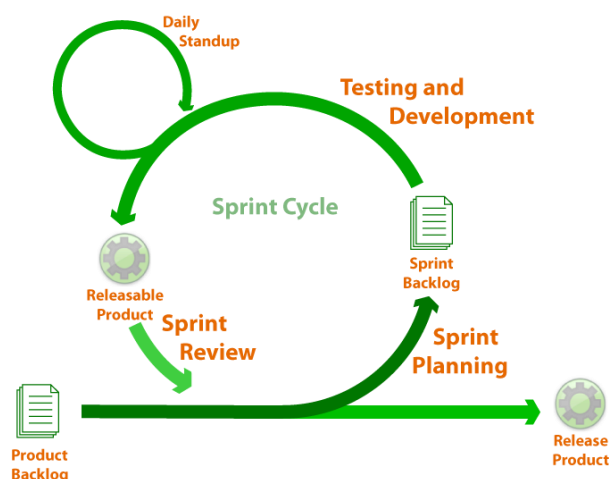 Daily
Standup
Testing and
Development
Sprint Cycle
Sprint
Backlog
Releasable
Product
Sprint
Review
Sprint
Planning
Product
Backlog
Release
Product